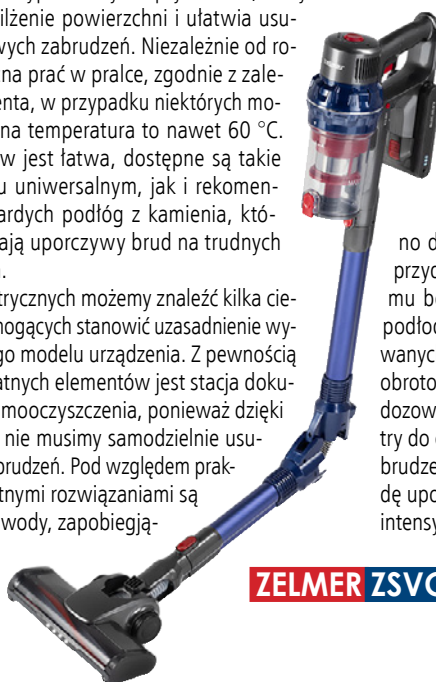 ilżenie powierzchni i ułatwia usu-
wych zabrudzeń. Niezależnie od ro-
na prać w pralce, zgodnie z zale-
enta, w przypadku niektórych mo-
na temperatura to nawet 60 °C.
w jest łatwa, dostępne są takie
u uniwersalnym, jak i rekomen-
ardych podłóg z kamienia, któ-
ają uporczywy brud na trudnych
trycznych możemy znaleźć kilka cie-
nogących stanowić uzasadnienie wy-
go modelu urządzenia. Z pewnością
atnych elementów jest stacja doku-
mooczyszczenia, ponieważ dzięki
nie musimy samodzielnie usu-
brudzeń. Pod względem prak-
tnymi rozwiązaniami są
wody, zapobiegją-
no d
przyc
mu b
podło
wanyc
obroto
dozow
try do
brudze
dę upo
intensy
ZELMER ZSVC